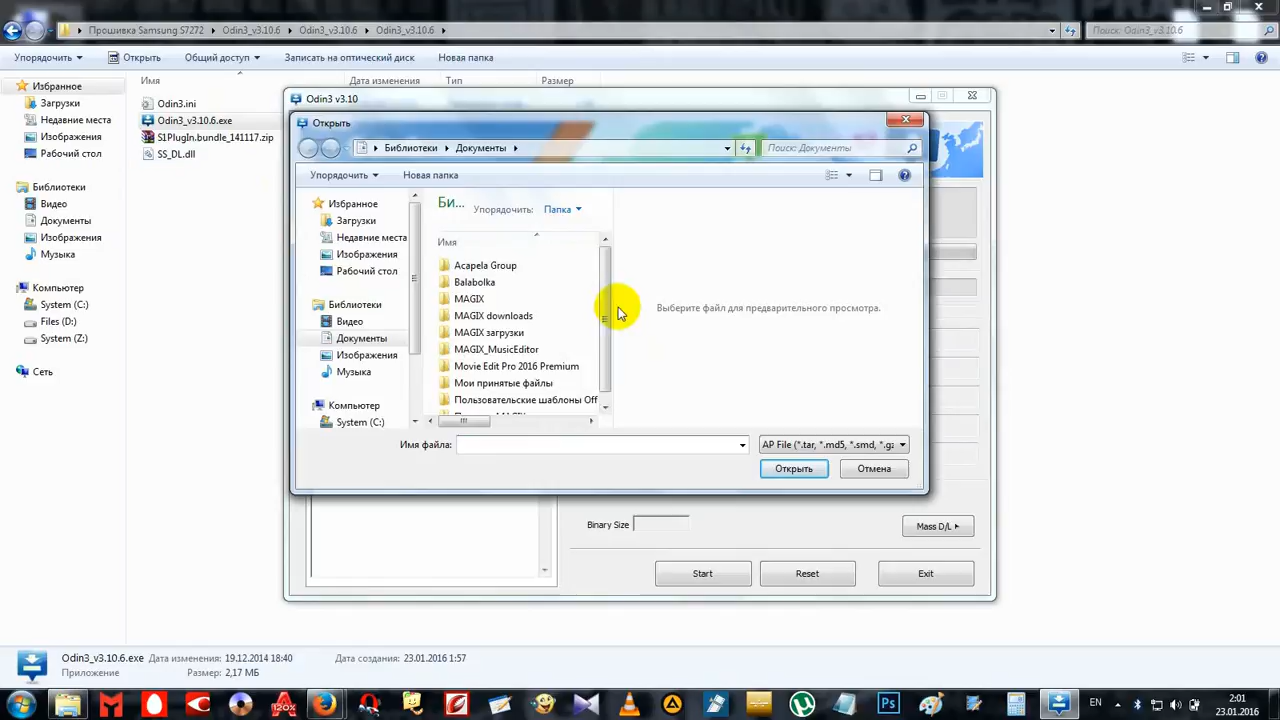 Прошивка Samsung S7272 Odin3_v3.10.6 Odin3_v3.10.6 Odin3_v3.10.6 Поиск: Odin3_v3.10.6
Упорядочить Открыть Общий доступ Записать на оптический диск Новая папка
Избранное
Загрузки
Недавние места
Изображения
Рабочий стол
Библиотеки
Видео
Документы
Изображения
Музыка
Компьютер
System (C:)
Files (D:)
System (Z:)
Сеть
Имя Дата изменения Тип Размер
Odin3.ini
Odin3_v3.10.6.exe
S1PlugIn.bundle_141117.zip
SS_DL.dll
Odin3 v3.10
Открыть
Библиотеки Документы Поиск: Документы
Упорядочить Новая папка
Избранное
Загрузки
Недавние места
Изображения
Рабочий стол
Библиотеки
Видео
Документы
Изображения
Музыка
Компьютер
System (C:)
Би... Упорядочить: Папка
Имя
Acapela Group
Balabolka
MAGIX
MAGIX downloads
MAGIX загрузки
MAGIX_MusicEditor
Movie Edit Pro 2016 Premium
Мои принятые файлы
Пользовательские шаблоны Off
Выберите файл для предварительного просмотра.
Имя файла: AP File (*.tar, *.md5, *.smd, *.gz
Открыть Отмена
Binary Size Mass D/L
Start Reset Exit
Odin3_v3.10.6.exe Дата изменения: 19.12.2014 18:40 Дата создания: 23.01.2016 1:57
Приложение Размер: 2,17 МБ
120%
EN
2:01
23.01.2016